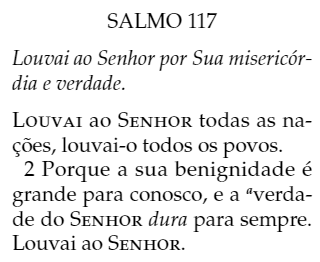 SALMO 117
Louvai ao Senhor por Sua misericór-
dia e verdade.
Louvai ao Senhor todas as na-
ções, louvai-o todos os povos.
2 Porque a sua benignidade é
grande para conosco, e a ᵃverda-
de do Senhor dura para sempre.
Louvai ao Senhor.